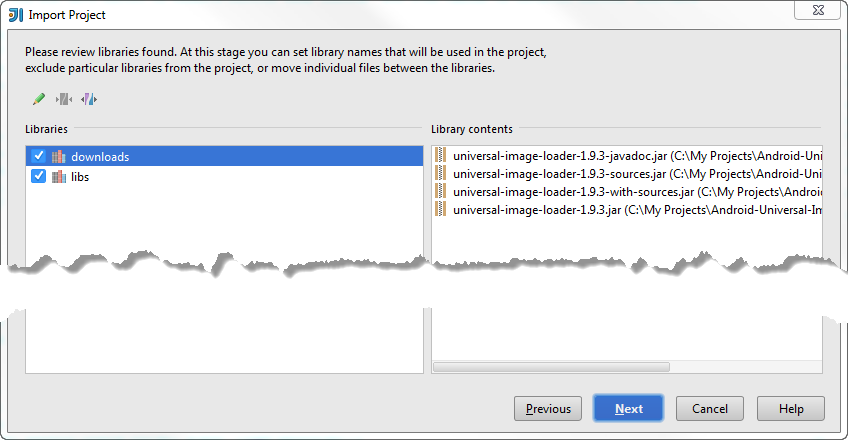 Import Project
Please review libraries found. At this stage you can set library names that will be used in the project,
exclude particular libraries from the project, or move individual files between the libraries.
Libraries
Library contents
downloads
libs
universal-image-loader-1.9.3-javadoc.jar (C:\My Projects\Android-Uni
universal-image-loader-1.9.3-sources.jar (C:\My Projects\Android-Uni
universal-image-loader-1.9.3-with-sources.jar (C:\My Projects\Androi
universal-image-loader-1.9.3.jar (C:\My Projects\Android-Universal-Im
Previous
Next
Cancel
Help